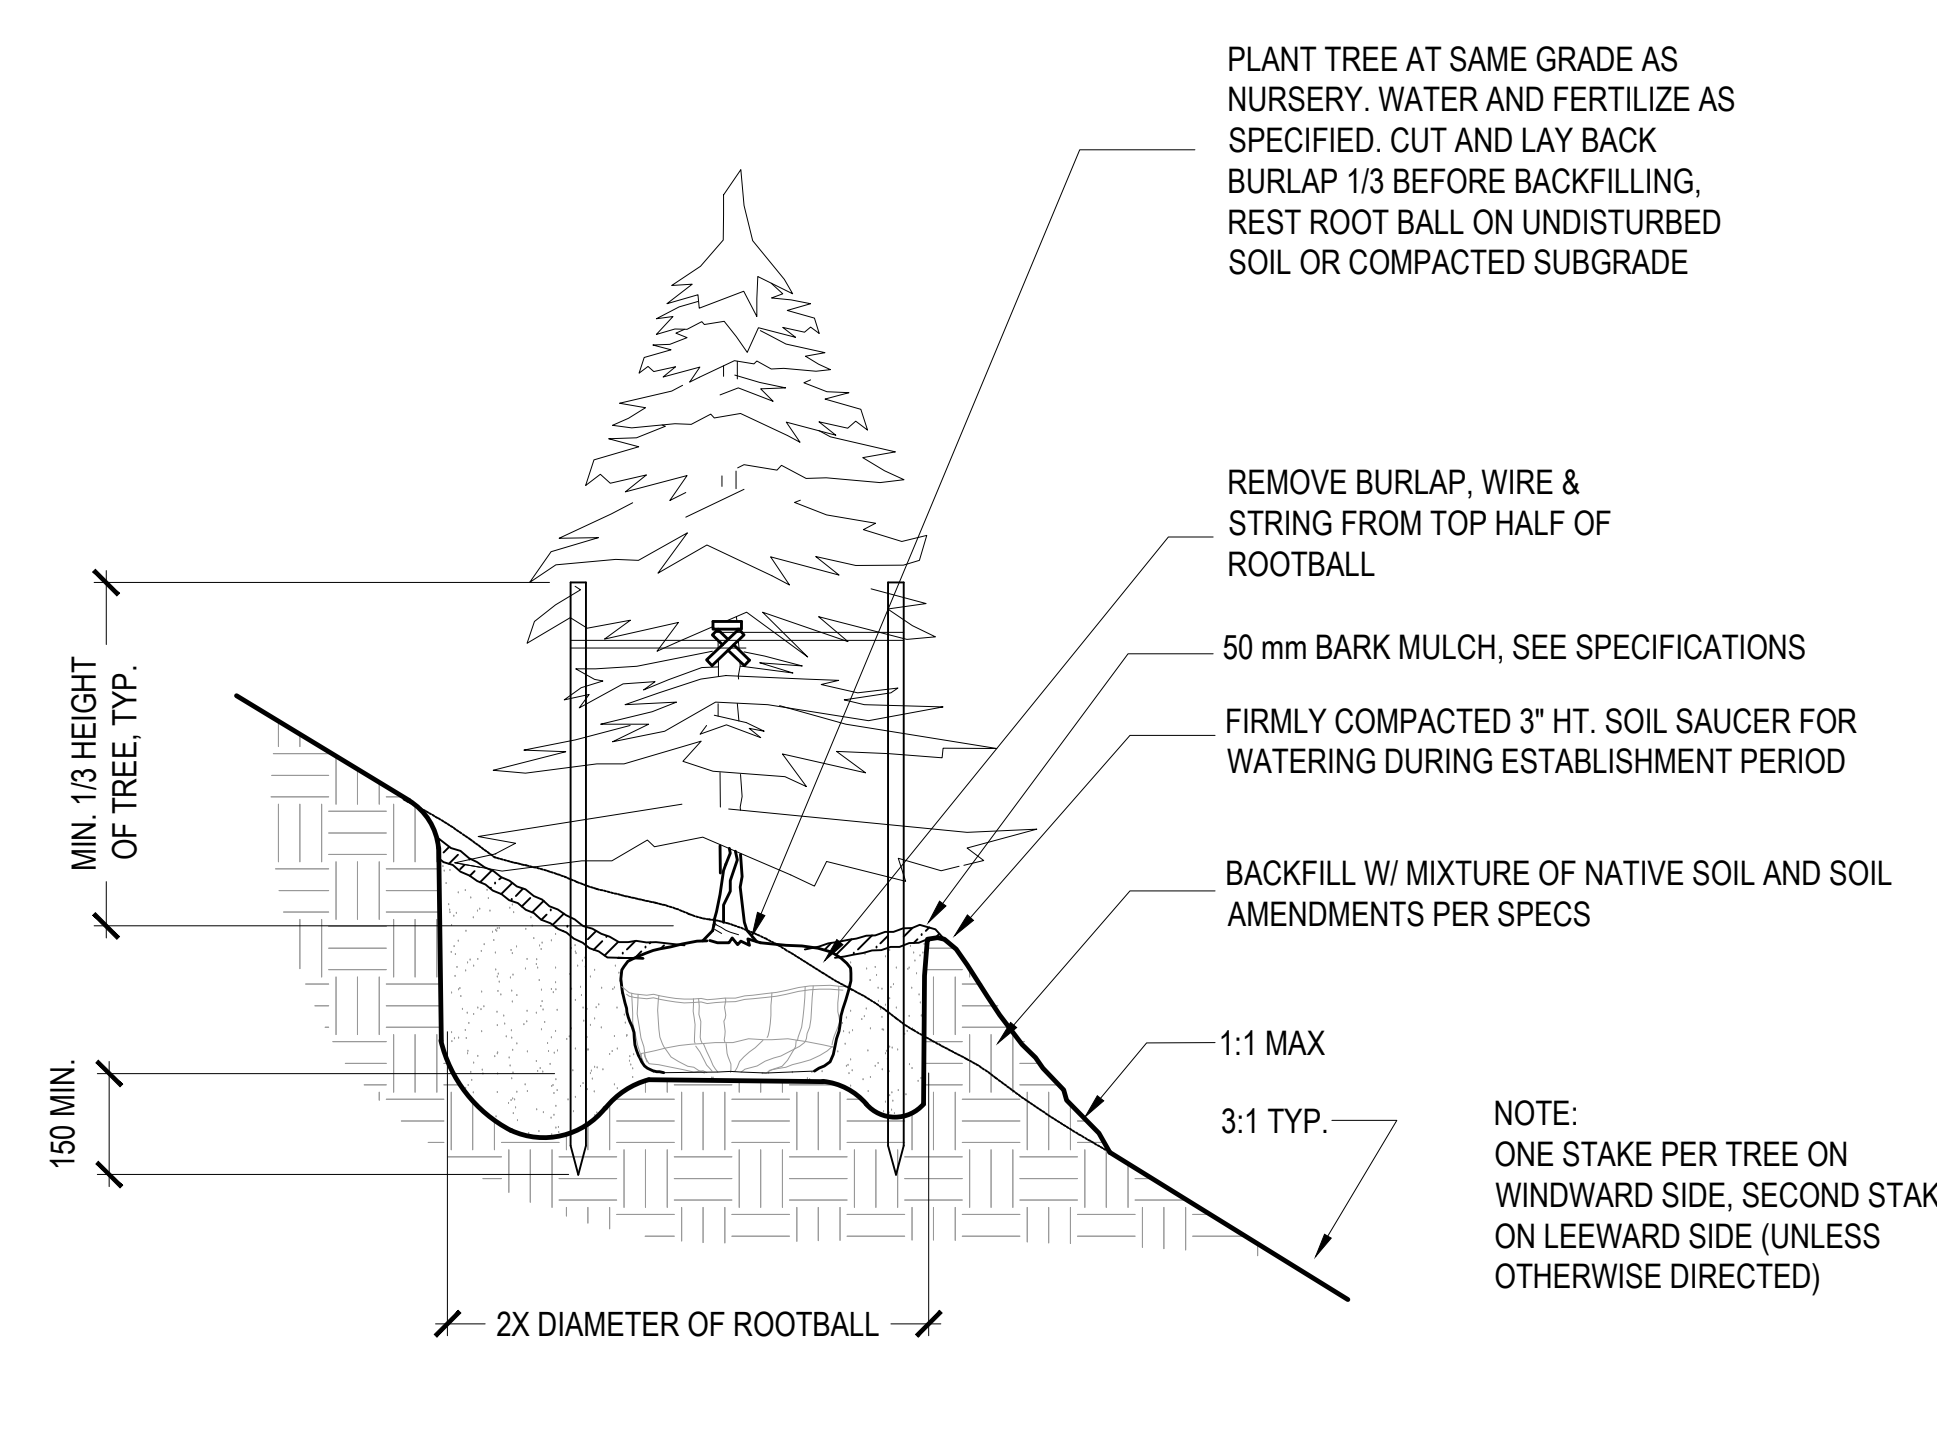 PLANT TREE AT SAME GRADE AS
NURSERY. WATER AND FERTILIZE AS
SPECIFIED. CUT AND LAY BACK
BURLAP 1/3 BEFORE BACKFILLING,
REST ROOT BALL ON UNDISTURBED
SOIL OR COMPACTED SUBGRADE
REMOVE BURLAP, WIRE &
STRING FROM TOP HALF OF
ROOTBALL
50 mm BARK MULCH, SEE SPECIFICATIONS
FIRMLY COMPACTED 3" HT. SOIL SAUCER FOR
WATERING DURING ESTABLISHMENT PERIOD
MIN. 1/3 HEIGHT
OF TREE, TYP.
BACKFILL W/ MIXTURE OF NATIVE SOIL AND SOIL
AMENDMENTS PER SPECS
1:1 MAX
150 MIN.
3:1 TYP.
NOTE:
ONE STAKE PER TREE ON
WINDWARD SIDE, SECOND STAK
ON LEEWARD SIDE (UNLESS
OTHERWISE DIRECTED)
2X DIAMETER OF ROOTBALL